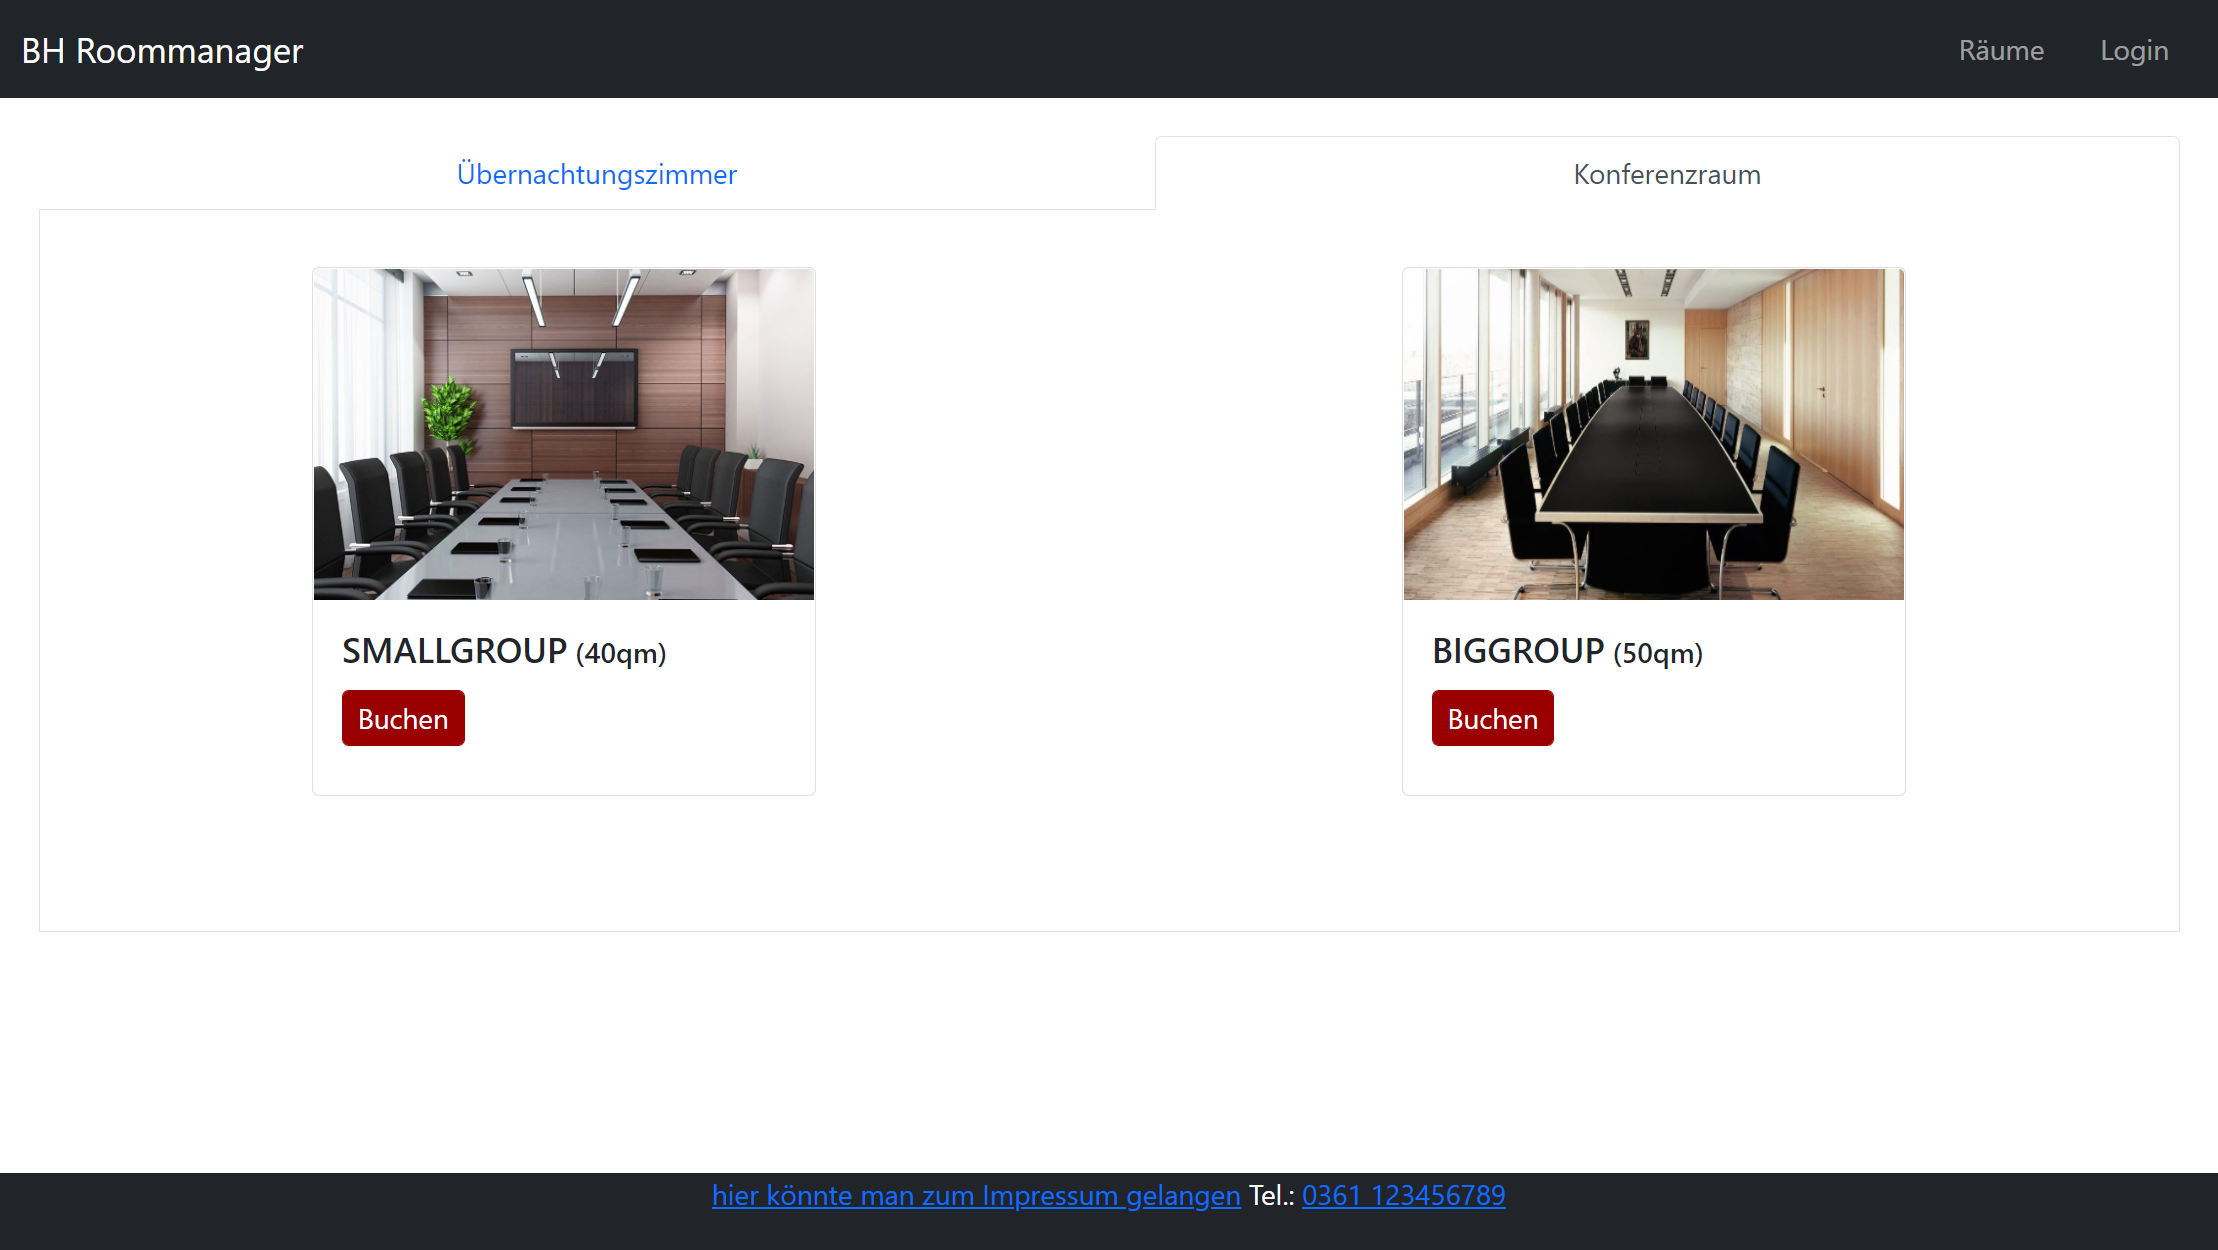 BH Roommanager
Räume
Login
Übernachtungszimmer
Konferenzraum
SMALLGROUP (40qm)
Buchen
BIGGROUP (50qm)
Buchen
hier könnte man zum Impressum gelangen Tel.: 0361 123456789